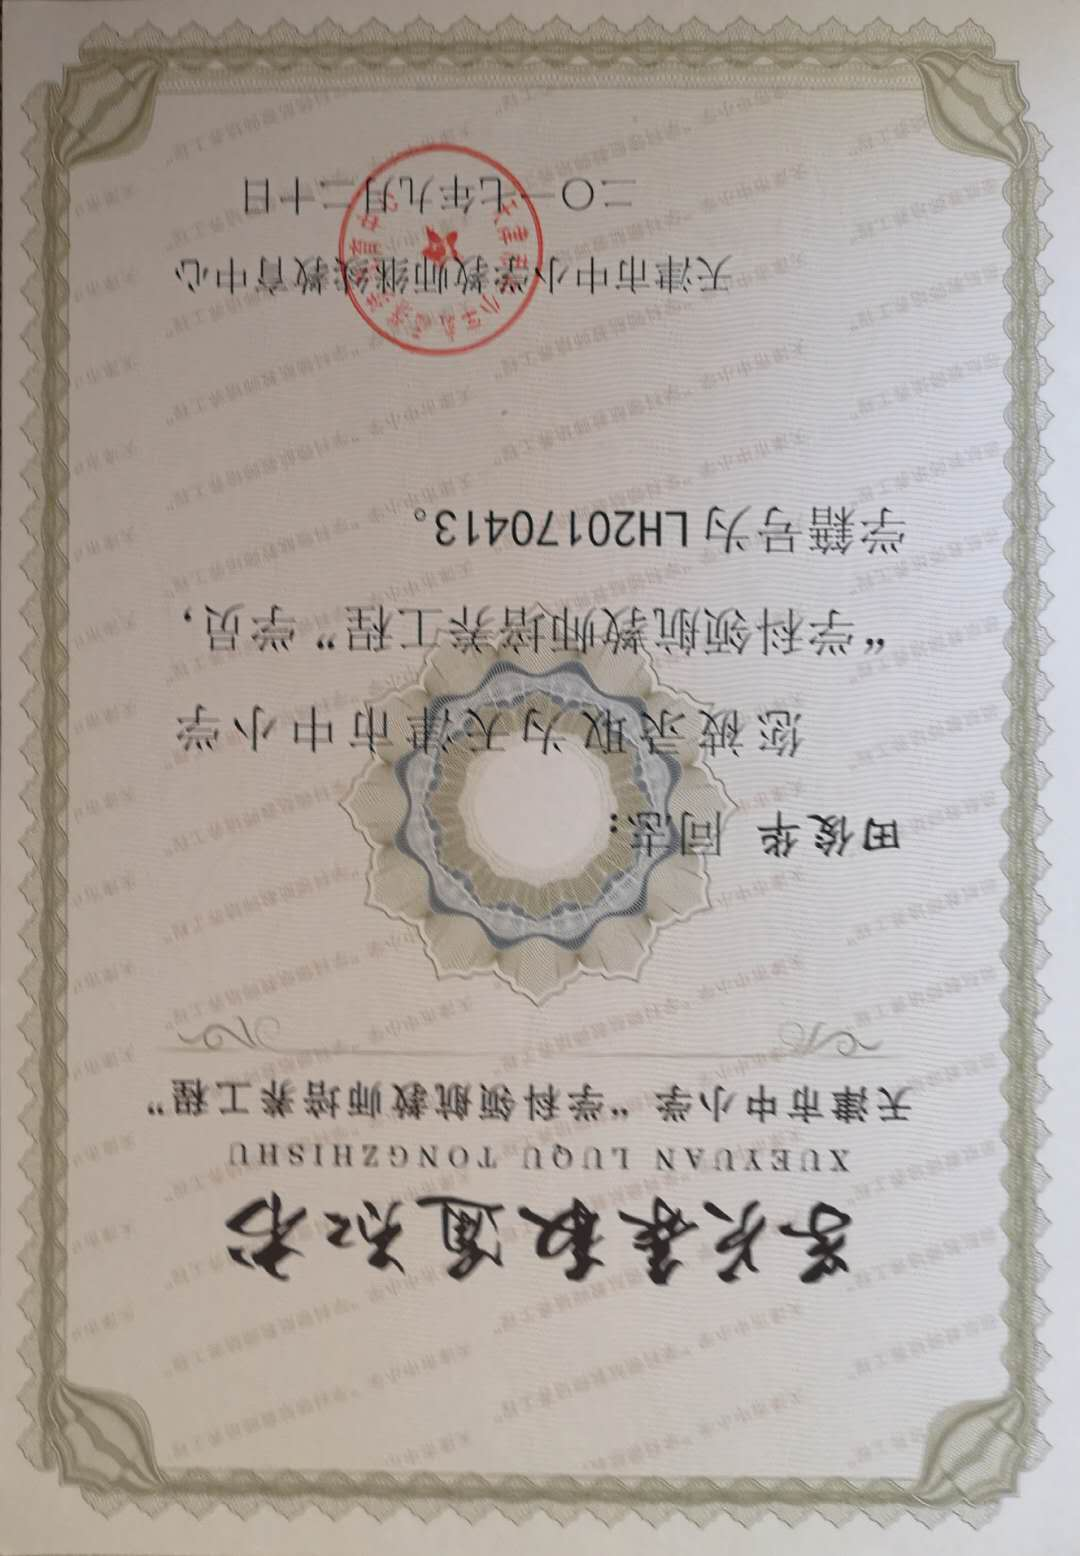 学员录取通知书
XUEYUAN LUQU TONGZHISHU
天津市中小学“学科领航教师培养工程”
田俊华 同志：
您被录取为天津市中小学
“学科领航教师培养工程”学员，
学籍号为LH20170413。
天津市中小学教师继续教育中心
二〇一七年九月二十日